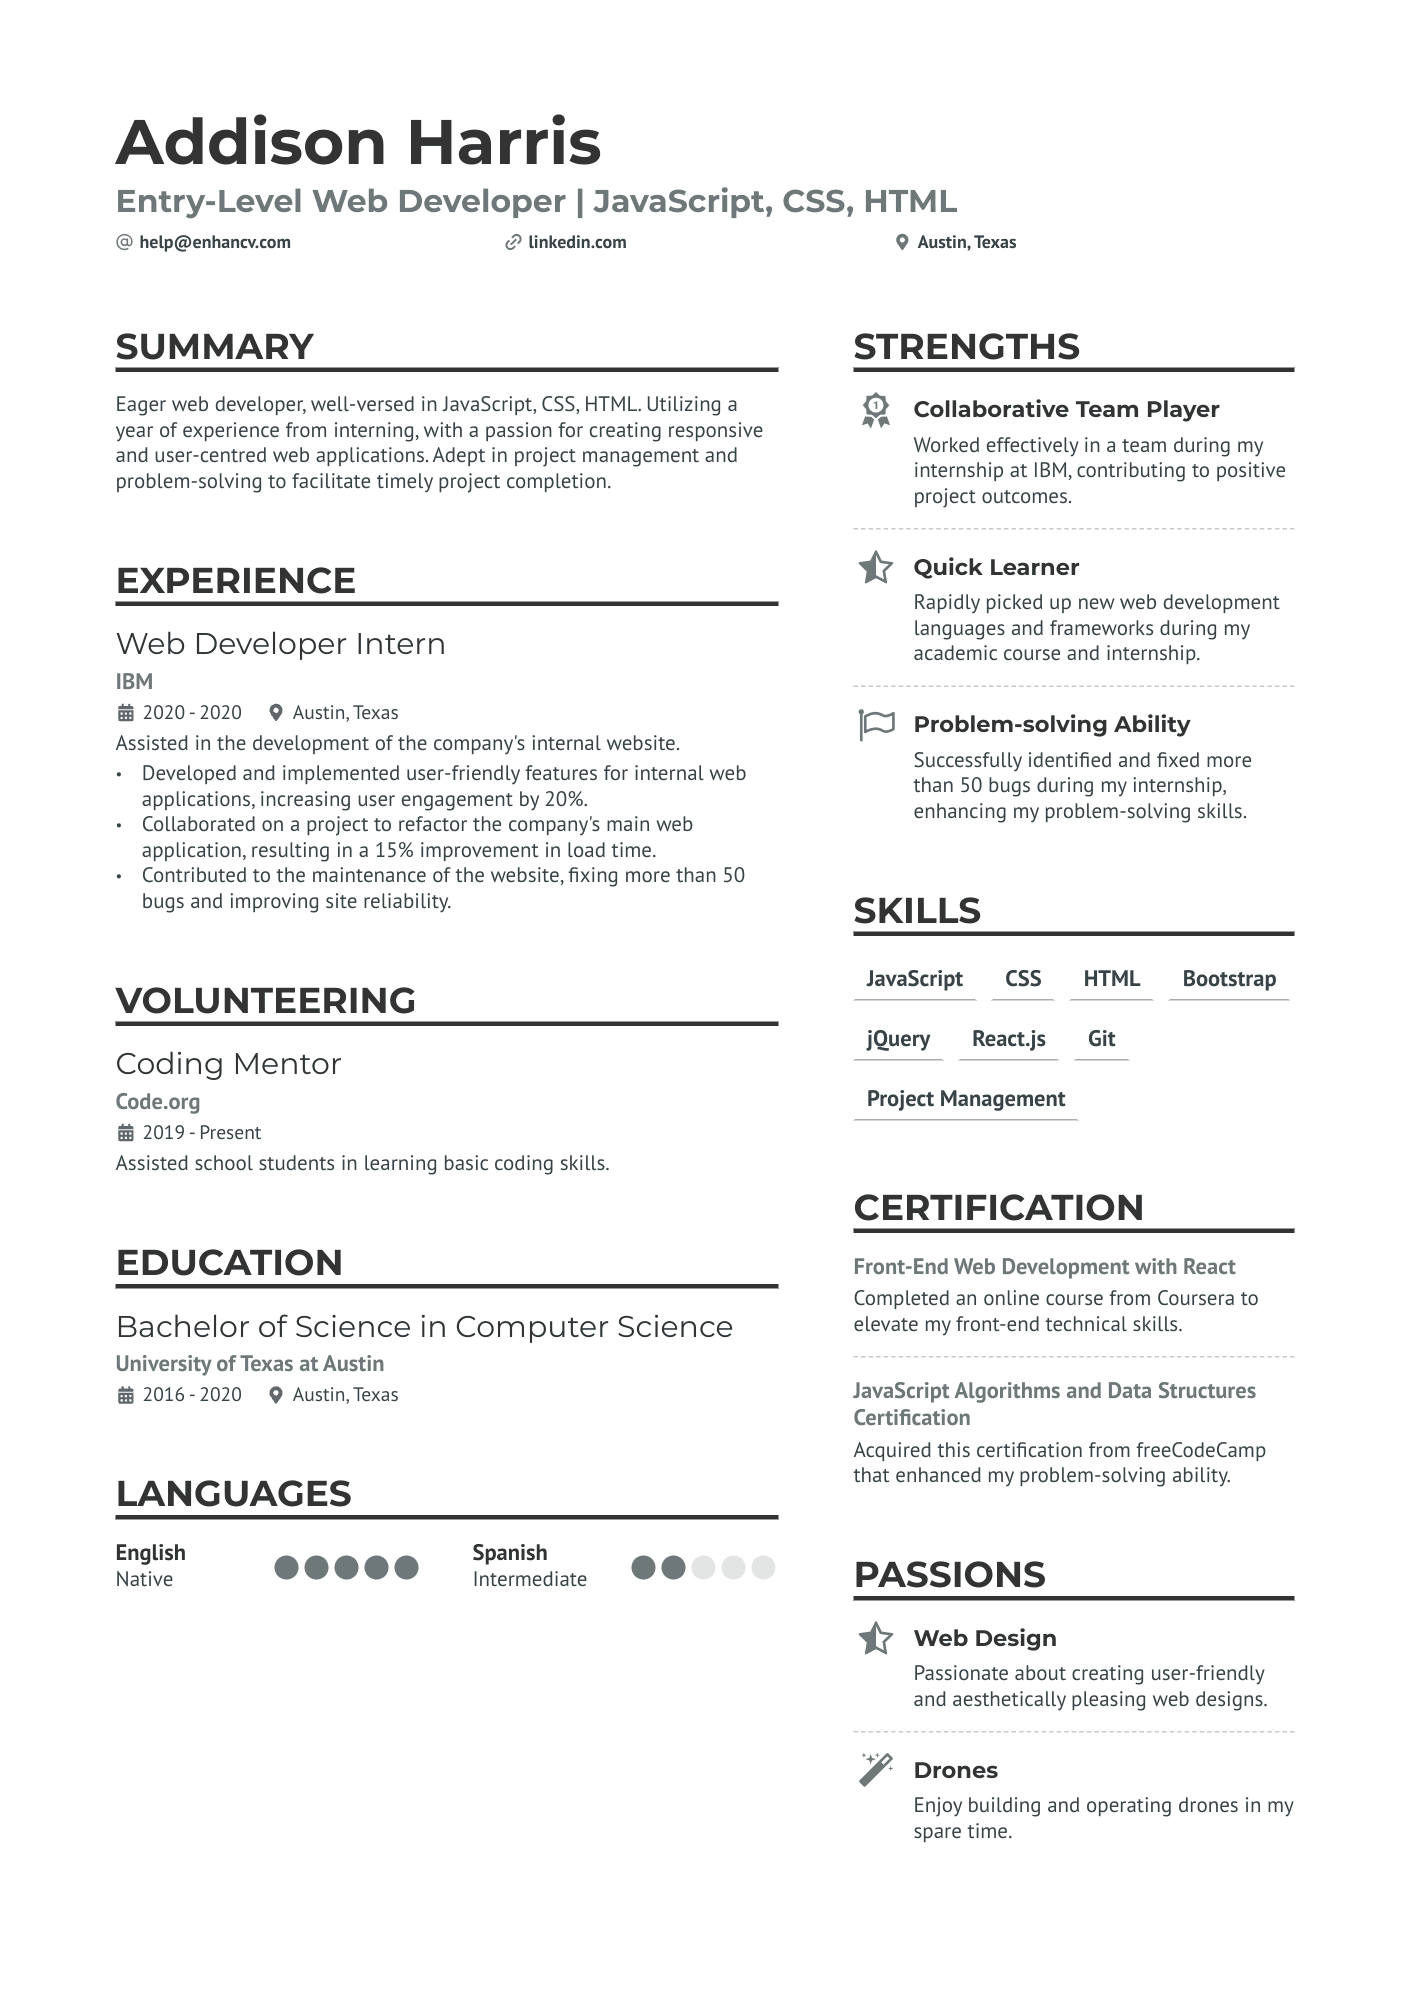 Addison Harris
Entry-Level Web Developer | JavaScript, CSS, HTML
@ help@enhancv.com
linkedin.com
Austin, Texas
SUMMARY
Eager web developer, well-versed in JavaScript, CSS, HTML. Utilizing a
year of experience from interning, with a passion for creating responsive
and user-centred web applications. Adept in project management and
problem-solving to facilitate timely project completion.
EXPERIENCE
Web Developer Intern
IBM
2020 - 2020 Austin, Texas
Assisted in the development of the company's internal website.
• Developed and implemented user-friendly features for internal web
applications, increasing user engagement by 20%.
• Collaborated on a project to refactor the company's main web
application, resulting in a 15% improvement in load time.
• Contributed to the maintenance of the website, fixing more than 50
bugs and improving site reliability.
VOLUNTEERING
Coding Mentor
Code.org
2019 - Present
Assisted school students in learning basic coding skills.
EDUCATION
Bachelor of Science in Computer Science
University of Texas at Austin
2016 - 2020 Austin, Texas
LANGUAGES
English
Native
Spanish
Intermediate
STRENGTHS
1
Collaborative Team Player
Worked effectively in a team during my
internship at IBM, contributing to positive
project outcomes.
Quick Learner
Rapidly picked up new web development
languages and frameworks during my
academic course and internship.
Problem-solving Ability
Successfully identified and fixed more
than 50 bugs during my internship,
enhancing my problem-solving skills.
SKILLS
JavaScript CSS HTML Bootstrap
jQuery React.js Git
Project Management
CERTIFICATION
Front-End Web Development with React
Completed an online course from Coursera to
elevate my front-end technical skills.
JavaScript Algorithms and Data Structures
Certification
Acquired this certification from freeCodeCamp
that enhanced my problem-solving ability.
PASSIONS
Web Design
Passionate about creating user-friendly
and aesthetically pleasing web designs.
Drones
Enjoy building and operating drones in my
spare time.